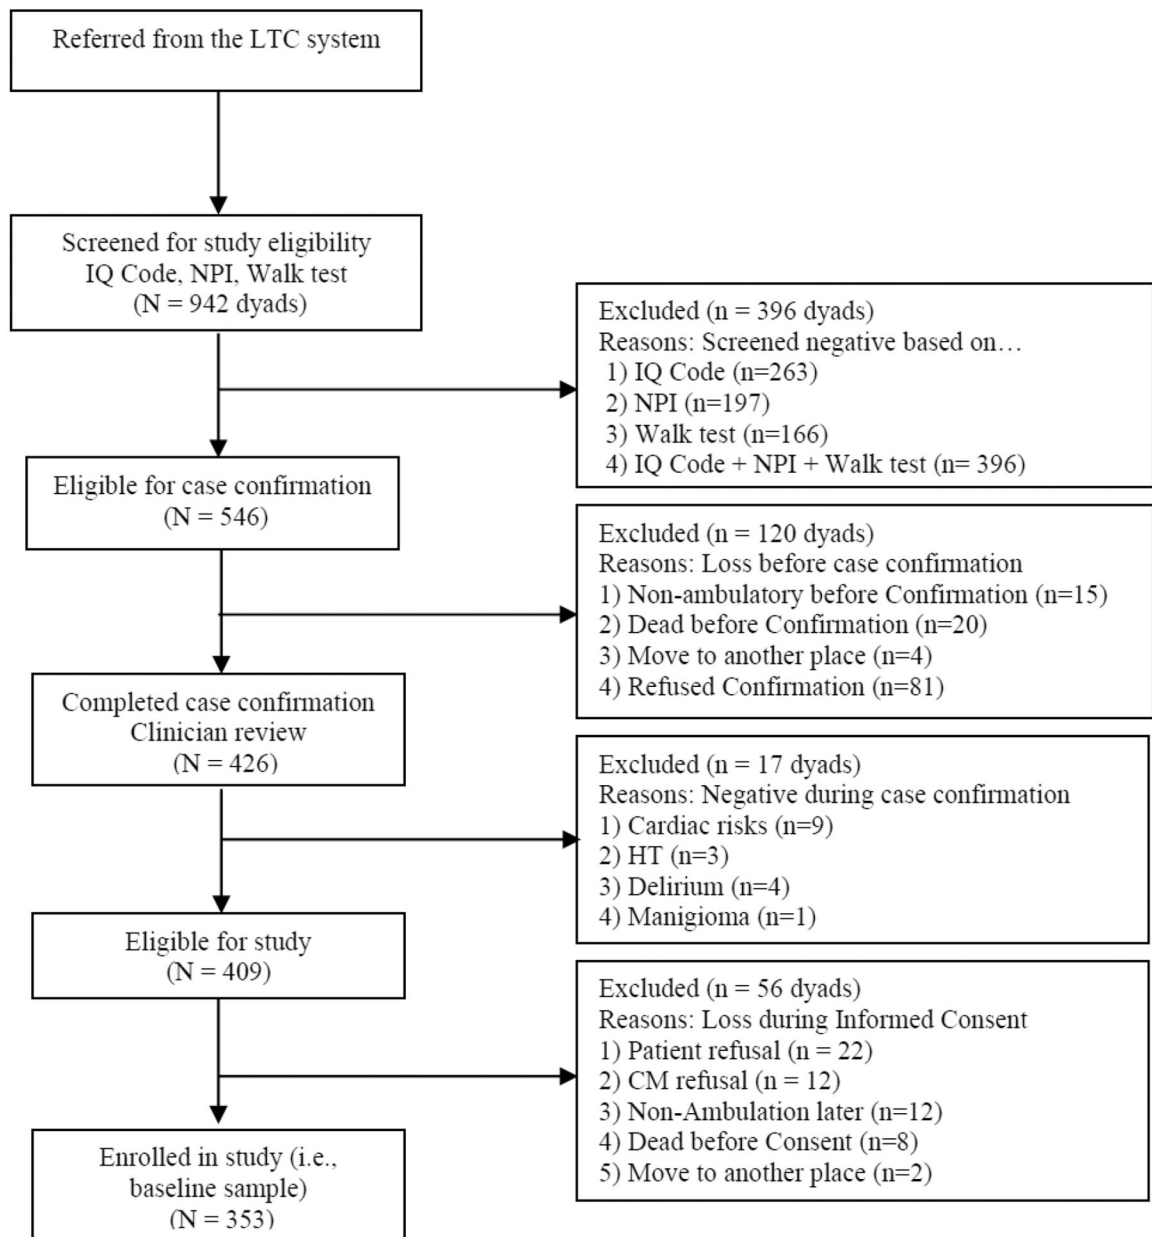 Referred from the LTC system
Screened for study eligibility
IQ Code, NPI, Walk test
(N = 942 dyads)
Excluded (n = 396 dyads)
Reasons: Screened negative based on…
1) IQ Code (n=263)
2) NPI (n=197)
3) Walk test (n=166)
4) IQ Code + NPI + Walk test (n= 396)
Eligible for case confirmation
(N = 546)
Excluded (n = 120 dyads)
Reasons: Loss before case confirmation
1) Non-ambulatory before Confirmation (n=15)
2) Dead before Confirmation (n=20)
3) Move to another place (n=4)
4) Refused Confirmation (n=81)
Completed case confirmation
Clinician review
(N = 426)
Excluded (n = 17 dyads)
Reasons: Negative during case confirmation
1) Cardiac risks (n=9)
2) HT (n=3)
3) Delirium (n=4)
4) Manigioma (n=1)
Eligible for study
(N = 409)
Excluded (n = 56 dyads)
Reasons: Loss during Informed Consent
1) Patient refusal (n = 22)
2) CM refusal (n = 12)
3) Non-Ambulation later (n=12)
4) Dead before Consent (n=8)
5) Move to another place (n=2)
Enrolled in study (i.e.,
baseline sample)
(N = 353)